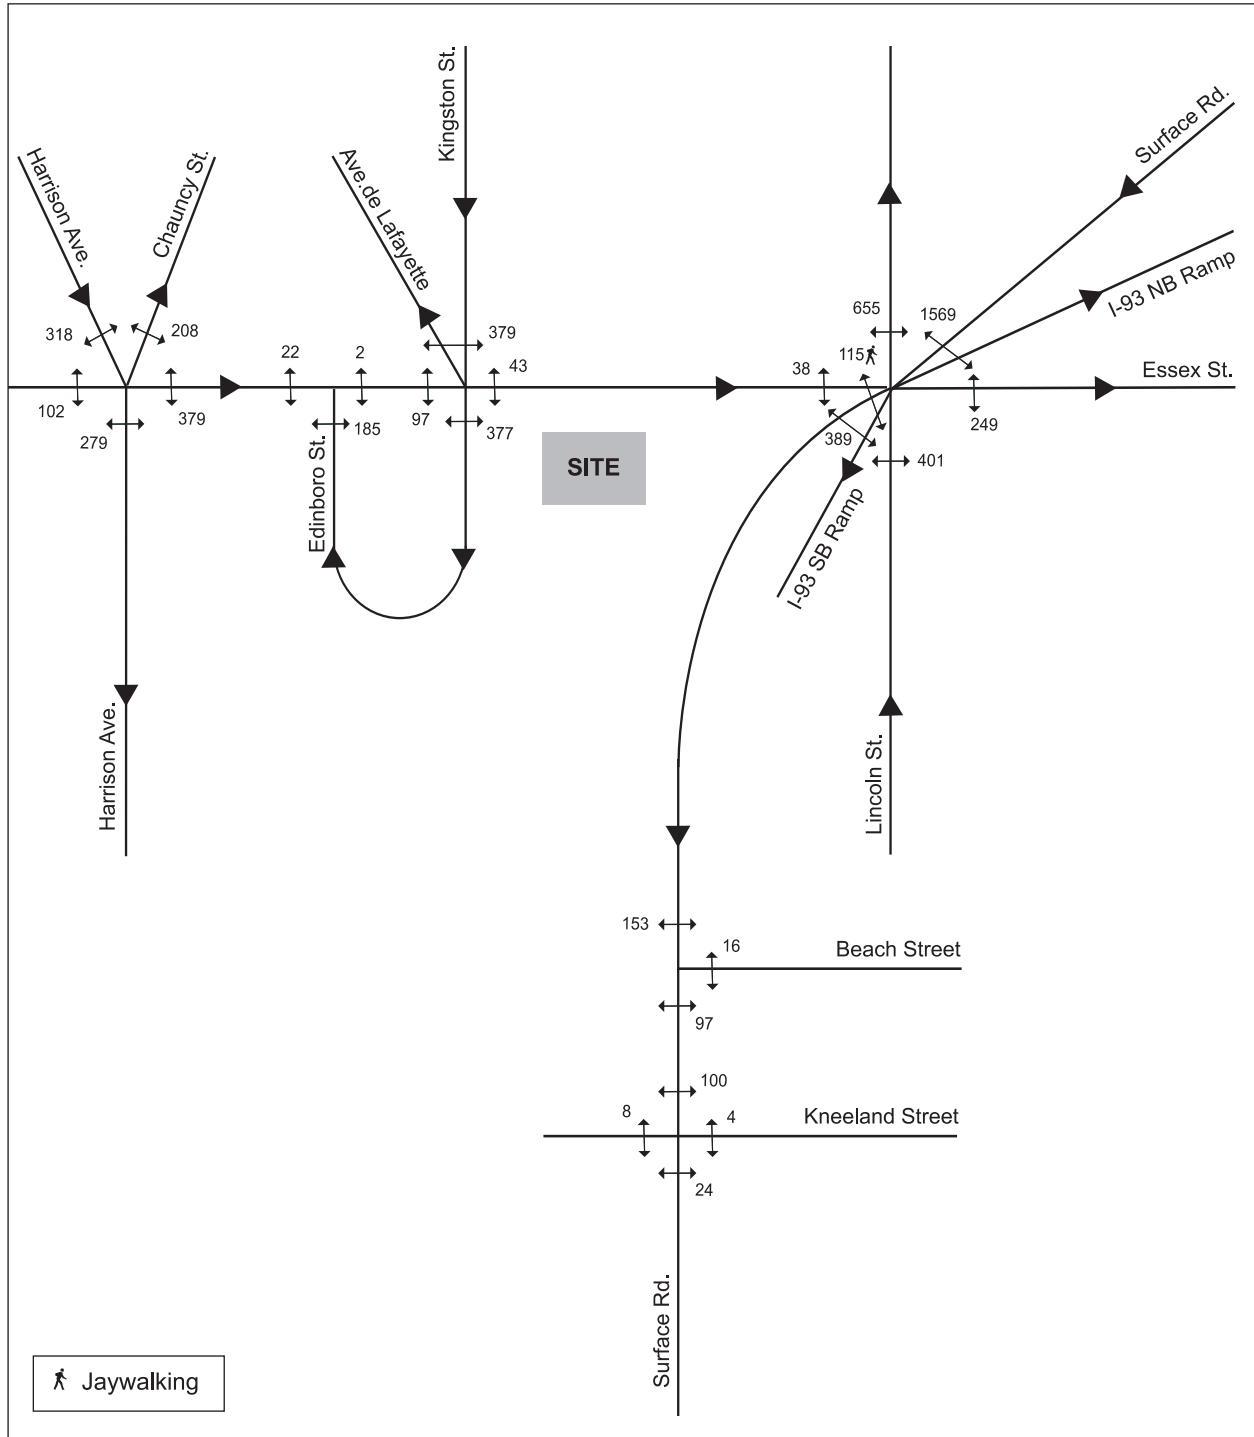 Kingston St.
Surface Rd.
Harrison Ave.
Chauncy St.
Ave.de Lafayette
I-93 NB Ramp
655
1569
318
208
379
115
22
2
43
38
Essex St.
102
379
97
249
279
185
377
389
401
SITE
Edinboro St.
I-93 SB Ramp
Harrison Ave.
Lincoln St.
153
16
Beach Street
97
100
8
4
Kneeland Street
24
Surface Rd.
Jaywalking